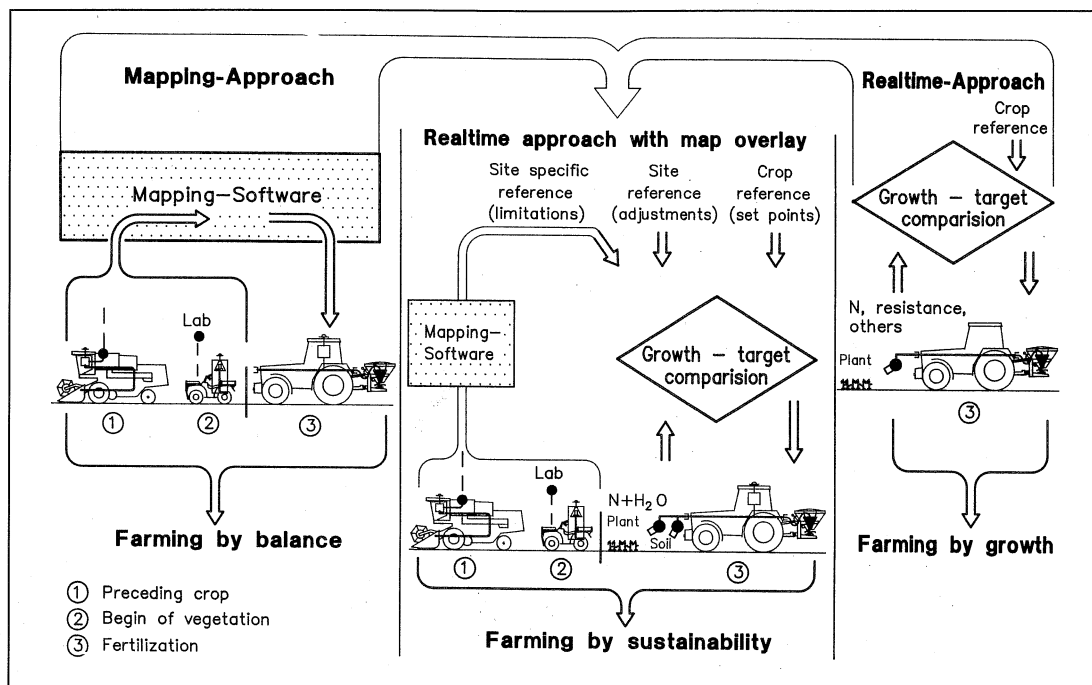 Mapping-Approach
Mapping-Software
Lab
1
2
3
Farming by balance
1 Preceding crop
2 Begin of vegetation
3 Fertilization
Realtime approach with map overlay
Site specific
reference
(limitations)
Site
reference
(adjustments)
Crop
reference
(set points)
Mapping-
Software
Growth - target
comparision
Lab
N+H₂O
Plant
Soil
1
2
3
Farming by sustainability
Realtime-Approach
Crop
reference
Growth - target
comparision
N, resistance,
others
Plant
3
Farming by growth